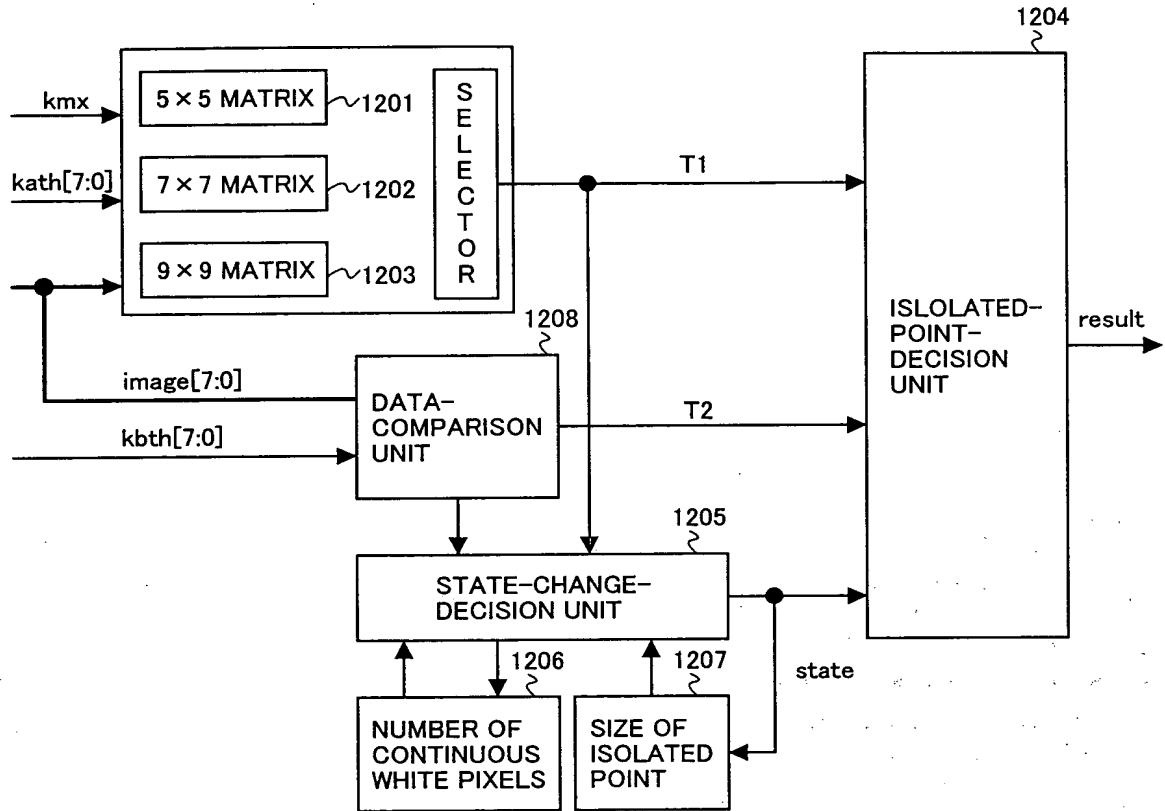 1204
kmx
5×5 MATRIX
1201
kath[7:0]
7×7 MATRIX
1202
9×9 MATRIX
1203
SELECTOR
T1
1208
image[7:0]
kbth[7:0]
DATA-
COMPARISON
UNIT
T2
ISLOLATED-
POINT-
DECISION
UNIT
result
1205
STATE-CHANGE-
DECISION UNIT
state
1206
NUMBER OF
CONTINUOUS
WHITE PIXELS
1207
SIZE OF
ISOLATED
POINT